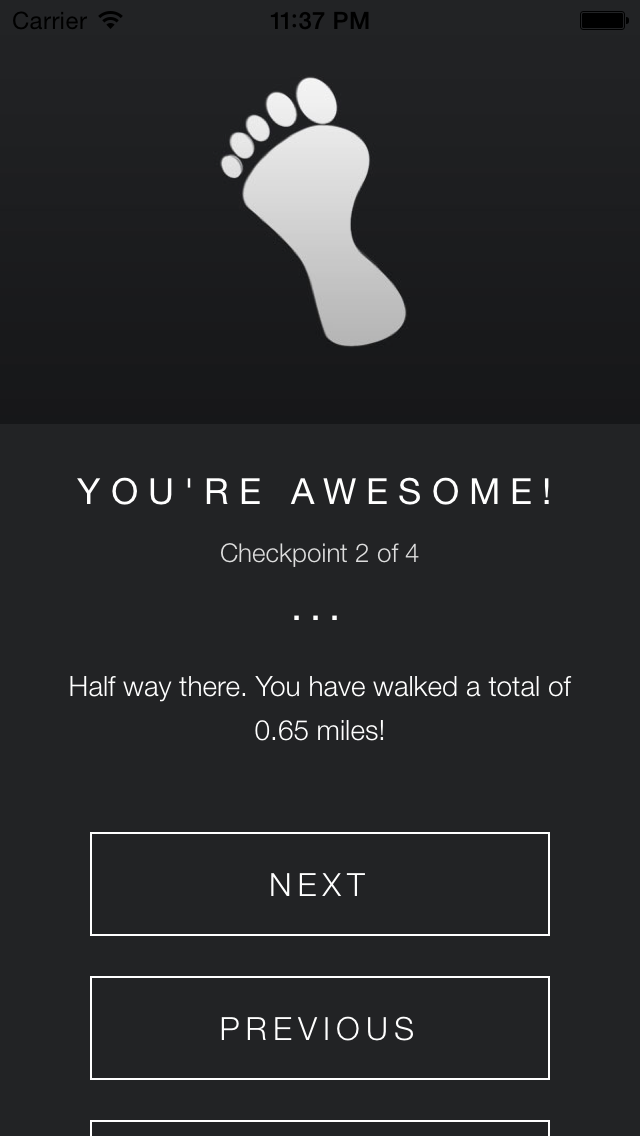 Carrier 11:37 PM
YOU'RE AWESOME!
Checkpoint 2 of 4
...
Half way there. You have walked a total of
0.65 miles!
NEXT
PREVIOUS